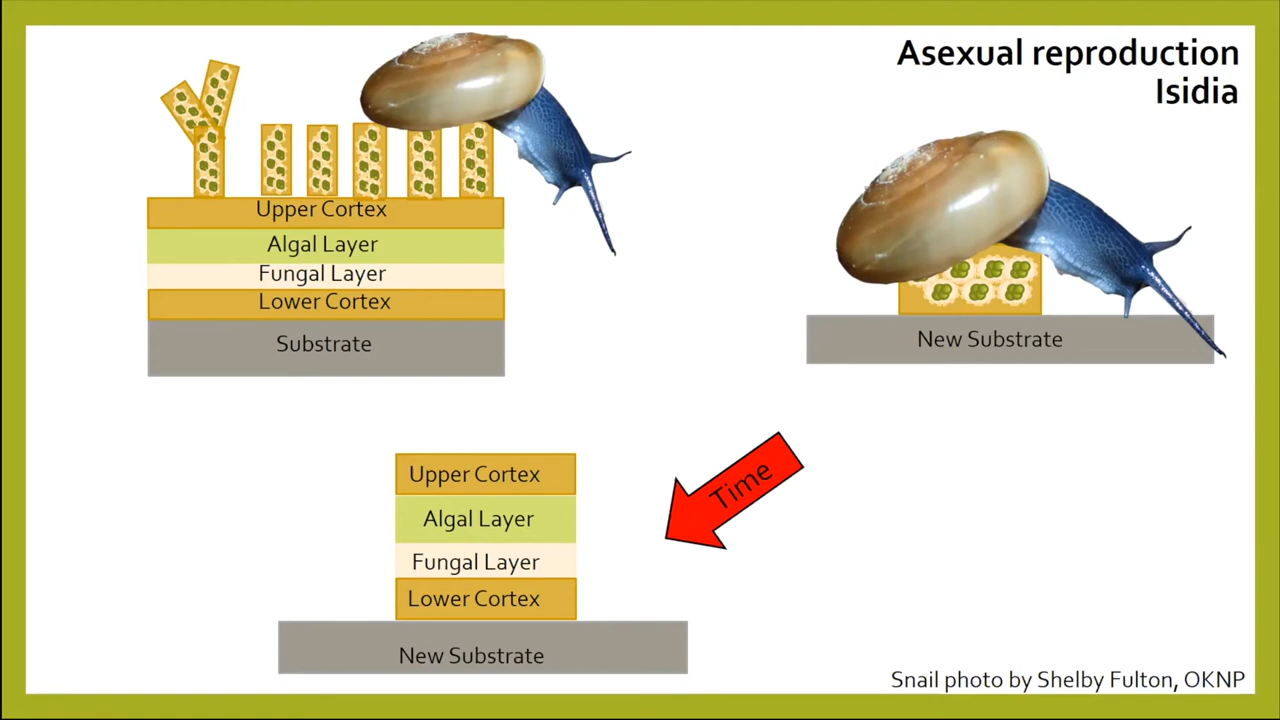 Asexual reproduction
Isidia
Upper Cortex
Algal Layer
Fungal Layer
Lower Cortex
Substrate
New Substrate
Time
Upper Cortex
Algal Layer
Fungal Layer
Lower Cortex
New Substrate
Snail photo by Shelby Fulton, OKNP